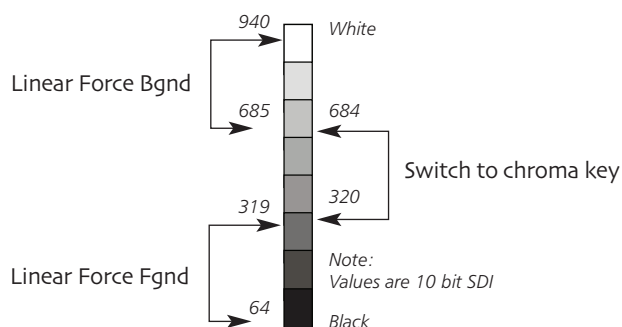 940
White
Linear Force Bgnd
685
684
Switch to chroma key
319
320
Linear Force Fgnd
Note:
Values are 10 bit SDI
64
Black